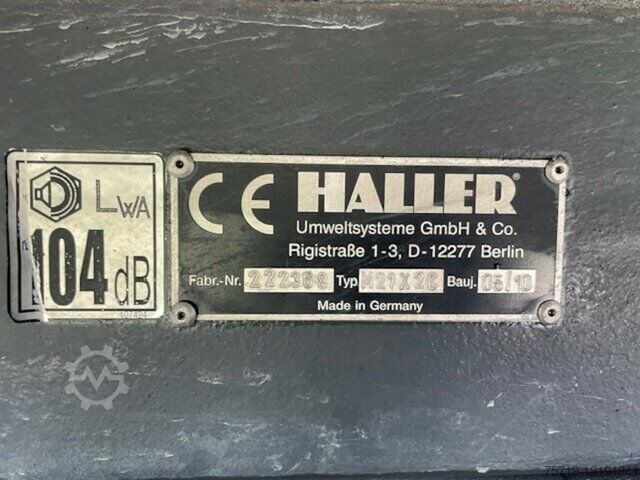 LWA
104 dB
107424
CE HALLER®
Umweltsysteme GmbH & Co.
Rigistraße 1-3, D-12277 Berlin
Fabr.-Nr. Typ M21X2C Bauj. 05/10
Made in Germany